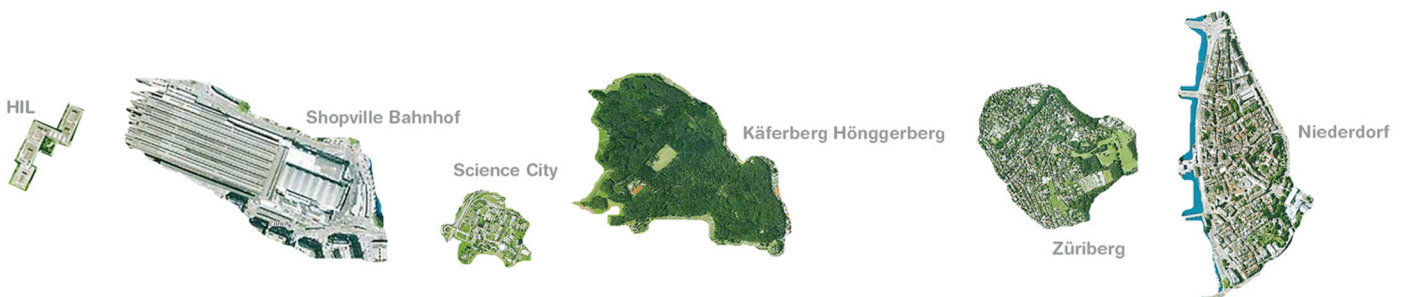 HIL
Shopville Bahnhof
Science City
Käferberg Hönggerberg
Züriberg
Niederdorf